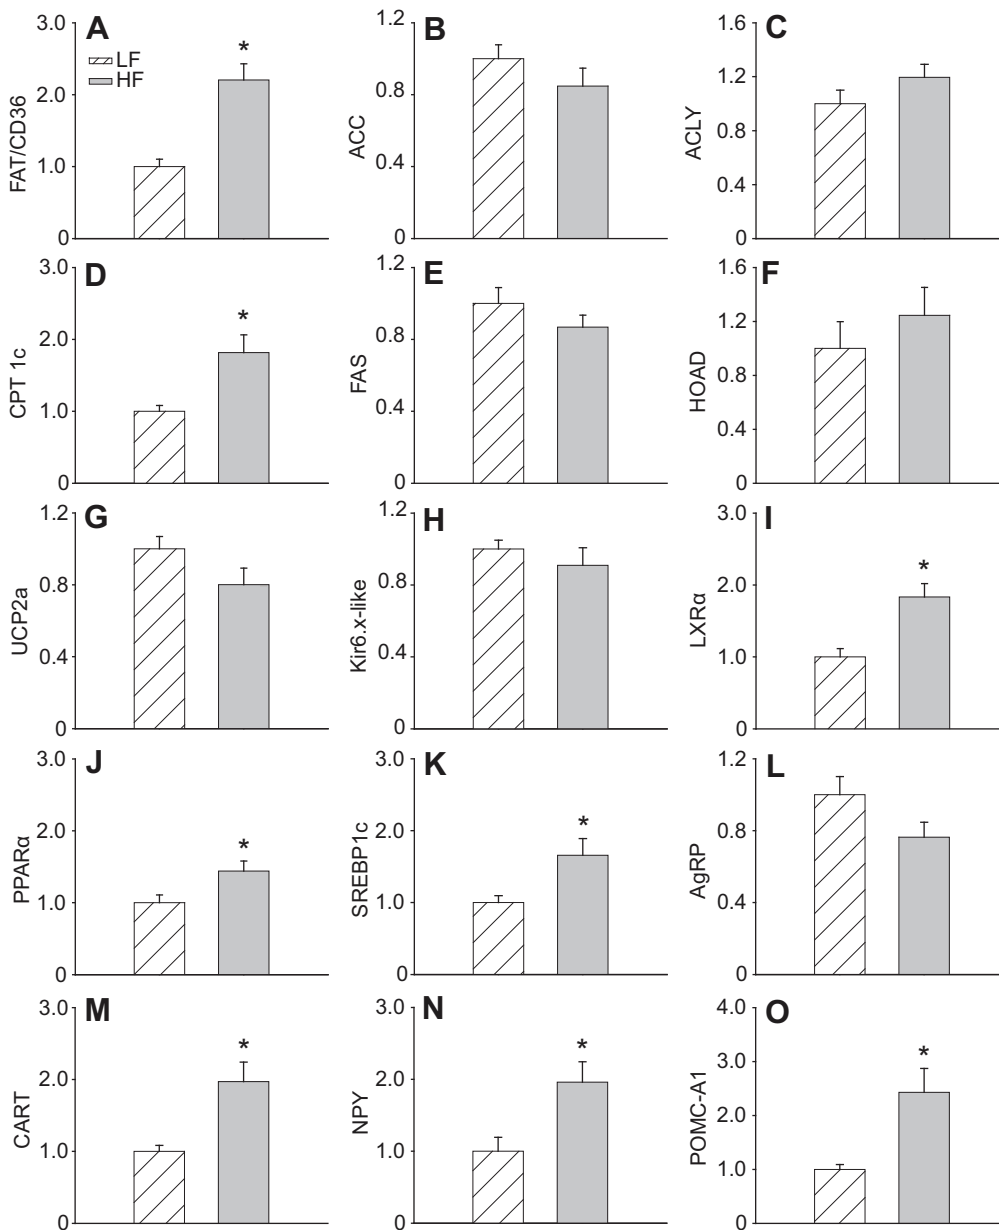 A
3.0
2.0
1.0
0
FAT/CD36
LF
HF
*
B
1.2
0.8
0.4
0
ACC
C
1.6
1.2
0.8
0.4
0
ACLY
D
3.0
2.0
1.0
0
CPT 1c
*
E
1.2
0.8
0.4
0
FAS
F
1.6
1.2
0.8
0.4
0
HOAD
G
1.2
0.8
0.4
0
UCP2a
H
1.2
0.8
0.4
0
Kir6.x-like
I
3.0
2.0
1.0
0
LXRα
*
J
3.0
2.0
1.0
0
PPARα
*
K
3.0
2.0
1.0
0
SREBP1c
*
L
1.2
0.8
0.4
0
AgRP
M
3.0
2.0
1.0
0
CART
*
N
3.0
2.0
1.0
0
NPY
*
O
4.0
3.0
2.0
1.0
0
POMC-A1
*